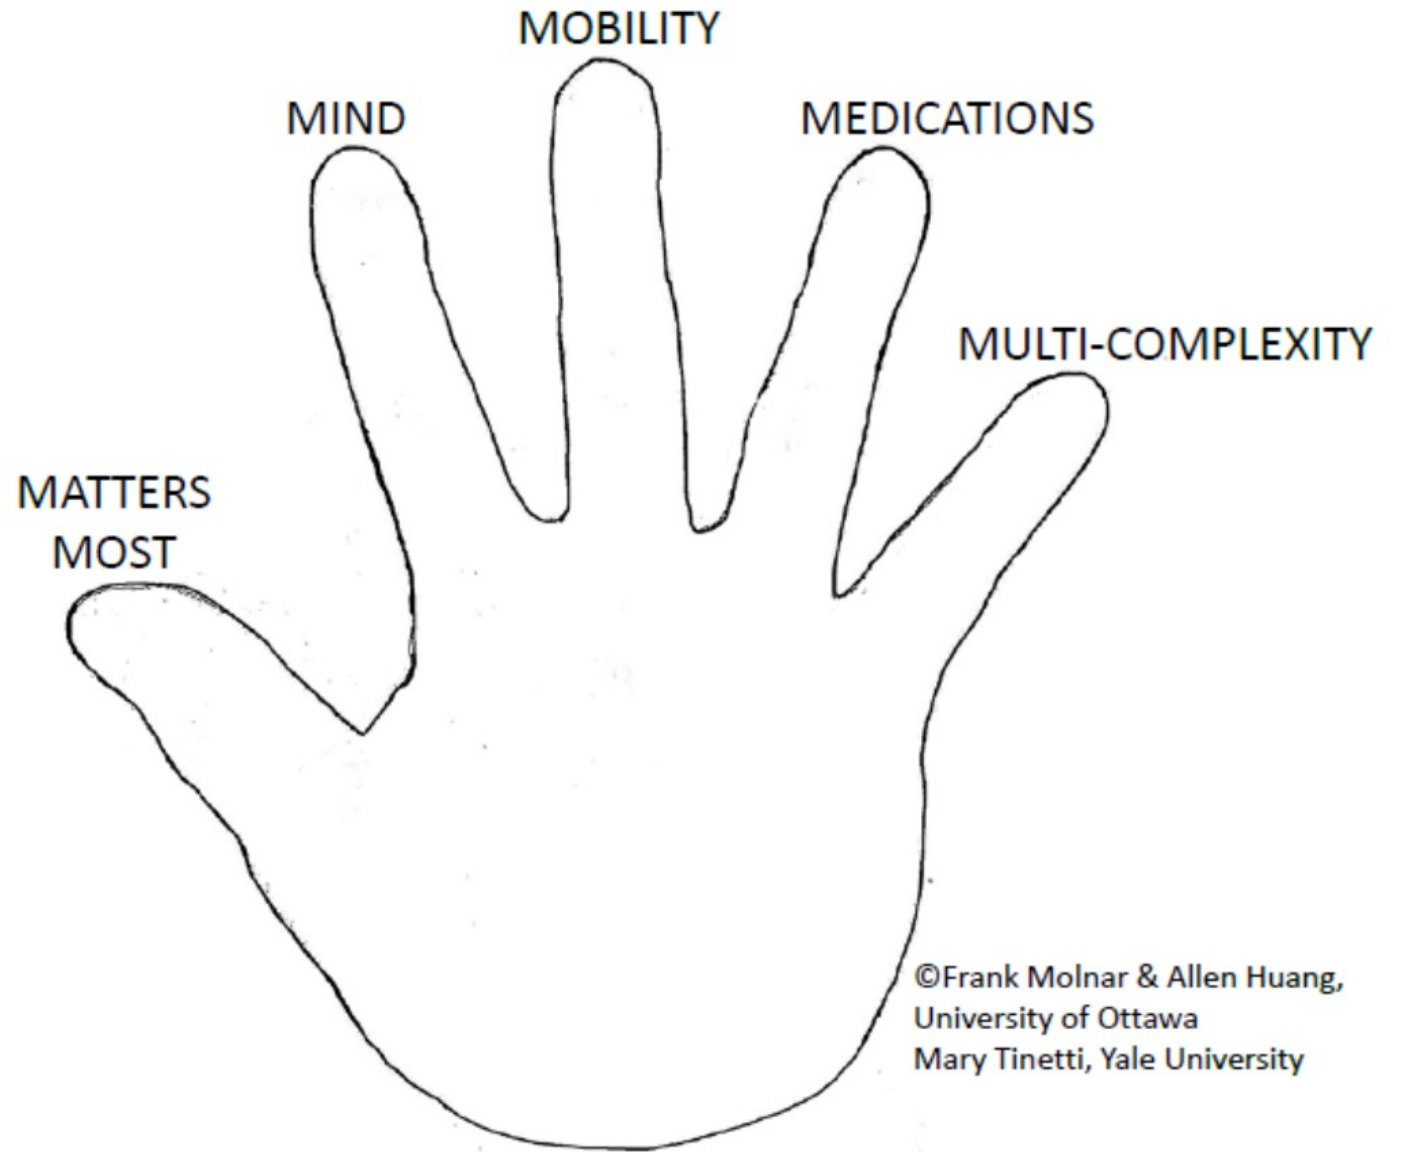 MOBILITY
MIND
MEDICATIONS
MULTI-COMPLEXITY
MATTERS
MOST
©Frank Molnar & Allen Huang,
University of Ottawa
Mary Tinetti, Yale University